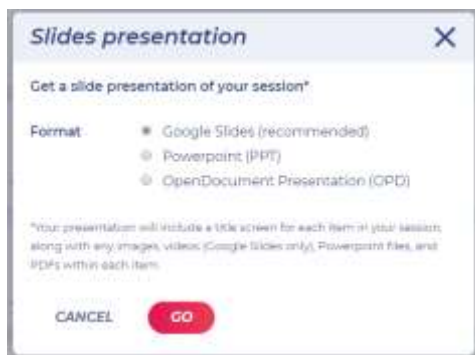 Slides presentation
Get a slide presentation of your session*
Format
Google Slides (recommended)
Powerpoint (PPT)
OpenDocument Presentation (OPD)
*Your presentation will include a title screen for each item in your session,
along with any images, videos (Google Slides only), Powerpoint files, and
PDFs within each item.
CANCEL
GO